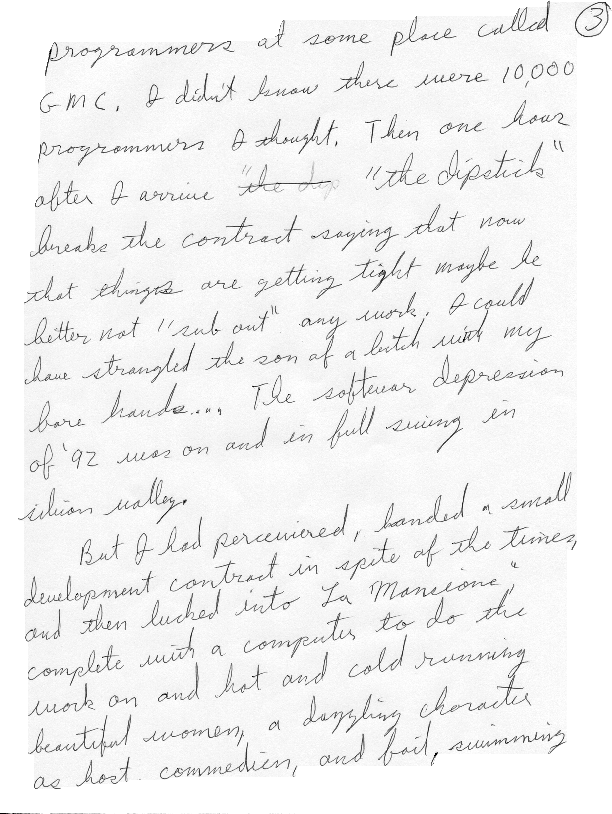 3
programmers at some place called
GMC. I didn't know there were 10,000
programmers I thought. Then one hour
after I arrive "the dip "the dipstick"
breaks the contract saying that now
that things are getting tight maybe he
better not "sub out" any work. I could
have strangled the son of a bitch with my
bare hands.... The softwear depression
of '92 was on and in full swing in
silicon valley.
But I had perceviered, landed a small
development contract in spite of the times,
and then lucked into "La Mansione",
complete with a computer to do the
work on and hot and cold running
beautiful women, a dazzling character
as host commedien, and foil, swimming